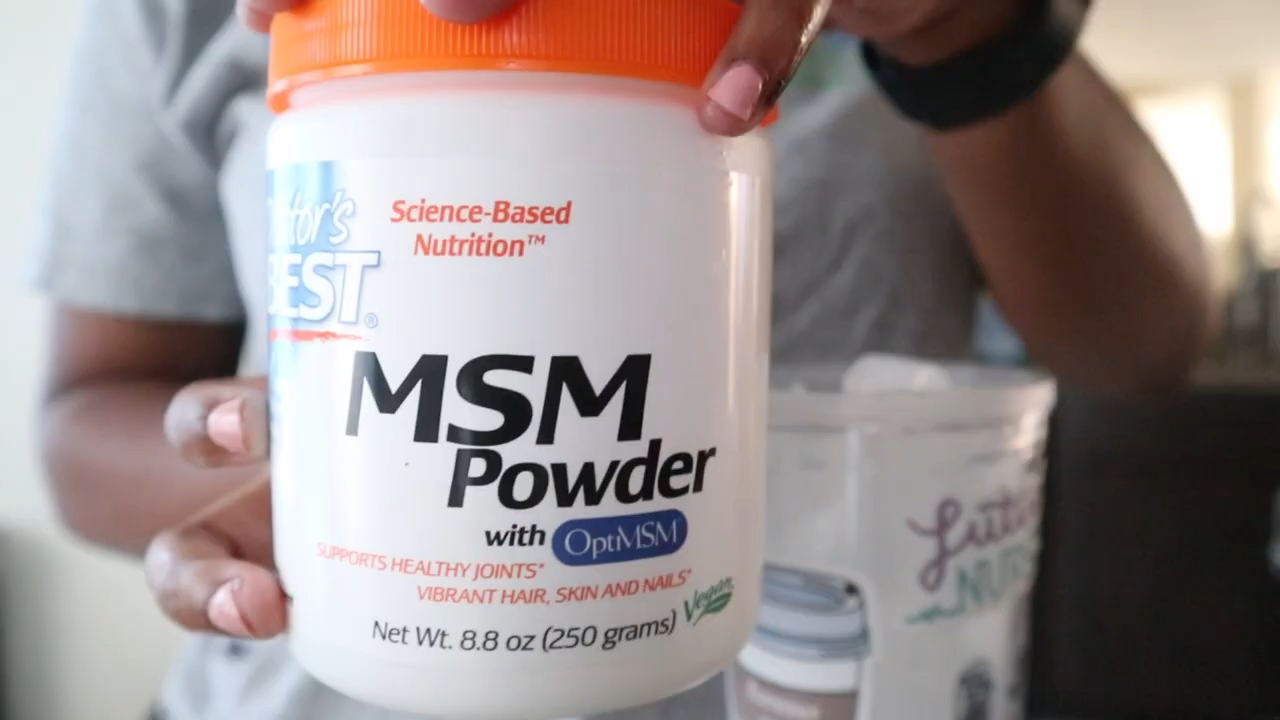 Science-Based
Nutrition™
BEST®
MSM
Powder
with OptiMSM
SUPPORTS HEALTHY JOINTS*
VIBRANT HAIR, SKIN AND NAILS*
Vegan
Net Wt. 8.8 oz (250 grams)